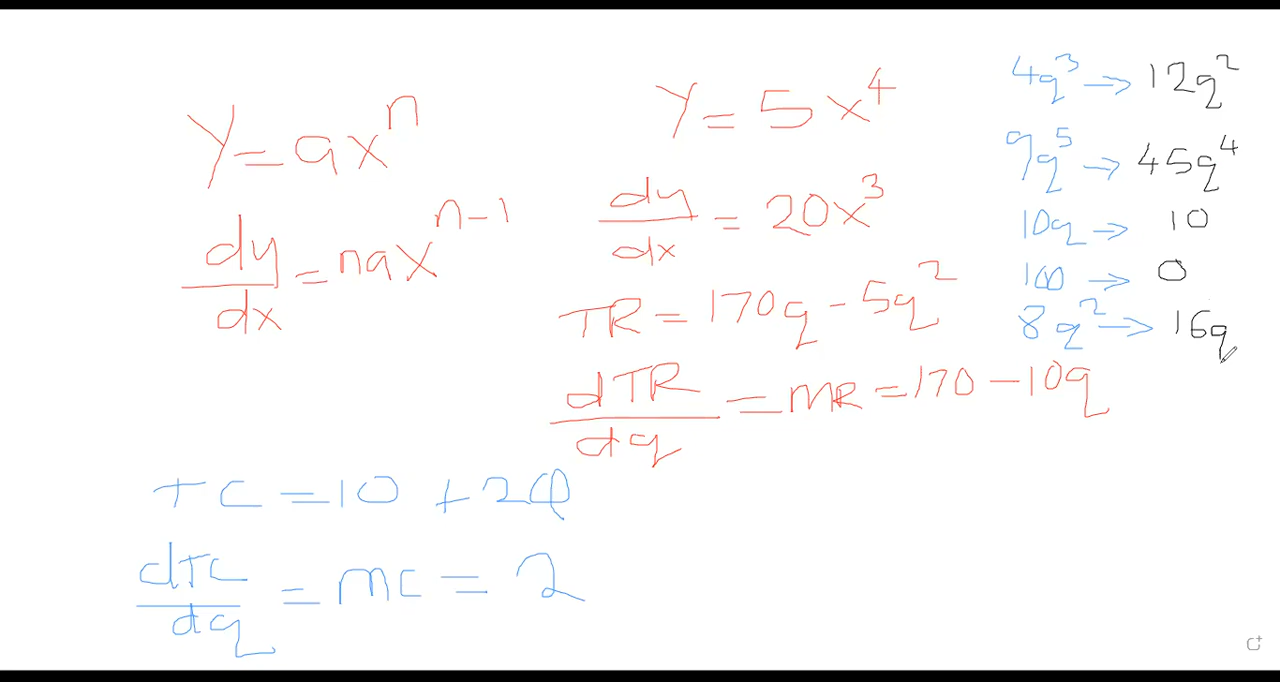 Y = ax^n
dy/dx = nax^(n-1)
Y = 5x^4
dy/dx = 20x^3
TR = 170q - 5q^2
dTR/dq = MR = 170 - 10q
4q^3 → 12q^2
9q^5 → 45q^4
10q → 10
100 → 0
8q^2 → 16q
TC = 10 + 2Q
dTC/dq = MC = 2